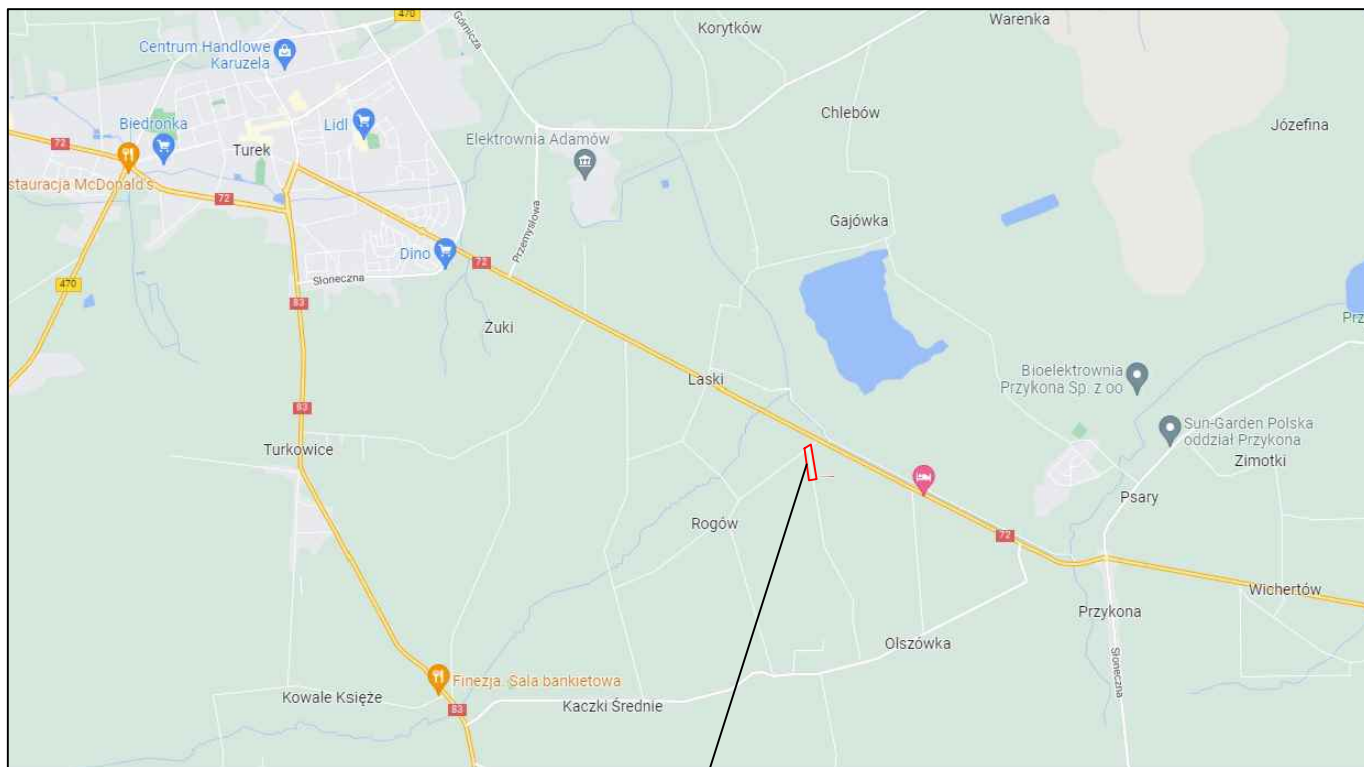 470
Górnicza
Korytków
Warenka
Centrum Handlowe
Karuzela
Chlebów
Józefina
Biedronka
Lidl
Elektrownia Adamów
72
Turek
stauracja McDonald's
72
Przemysłowa
Gajówka
Dino
72
Słoneczna
470
83
Żuki
Prz
Laski
Bioelektrownia
Przykona Sp. z oo
83
Sun-Garden Polska
oddział Przykona
Turkowice
Zimotki
Psary
Rogów
72
Wichertów
Przykona
Olszówka
Słoneczna
Finezja. Sala bankietowa
Kowale Księże
83
Kaczki Średnie